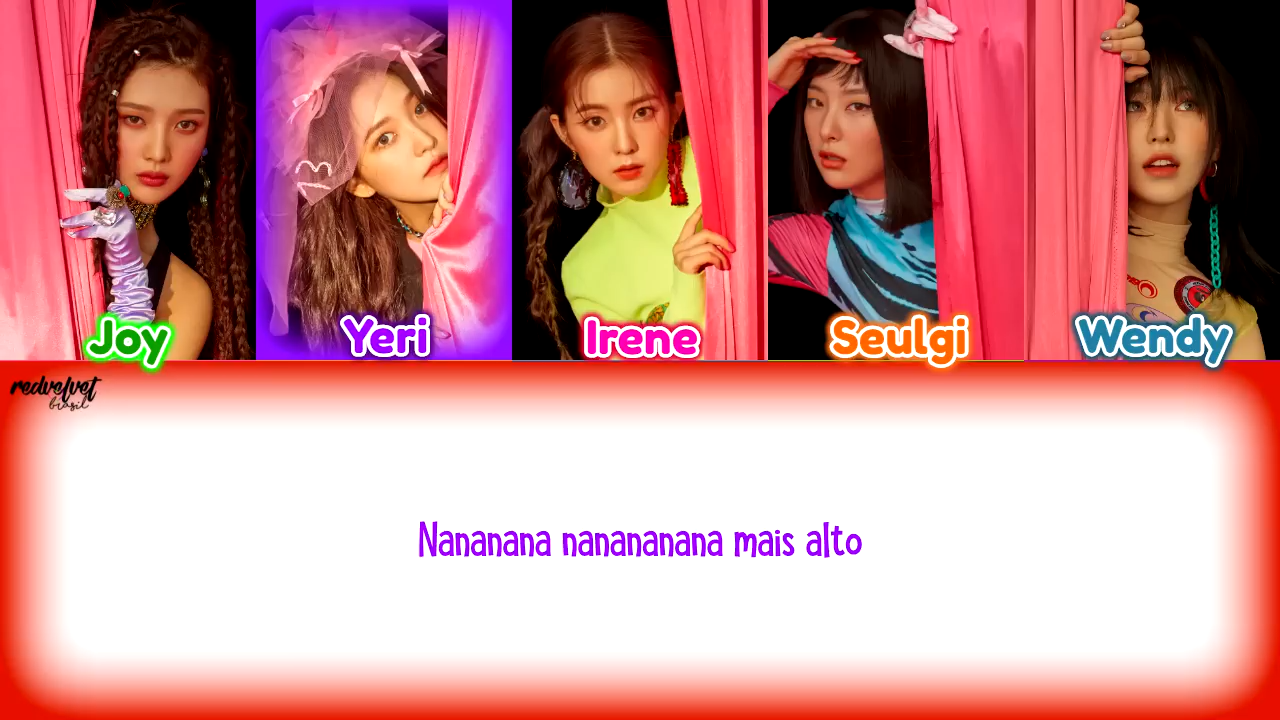 Joy Yeri Irene Seulgi Wendy
redvelvet
brasil
Nananana nanananana mais alto